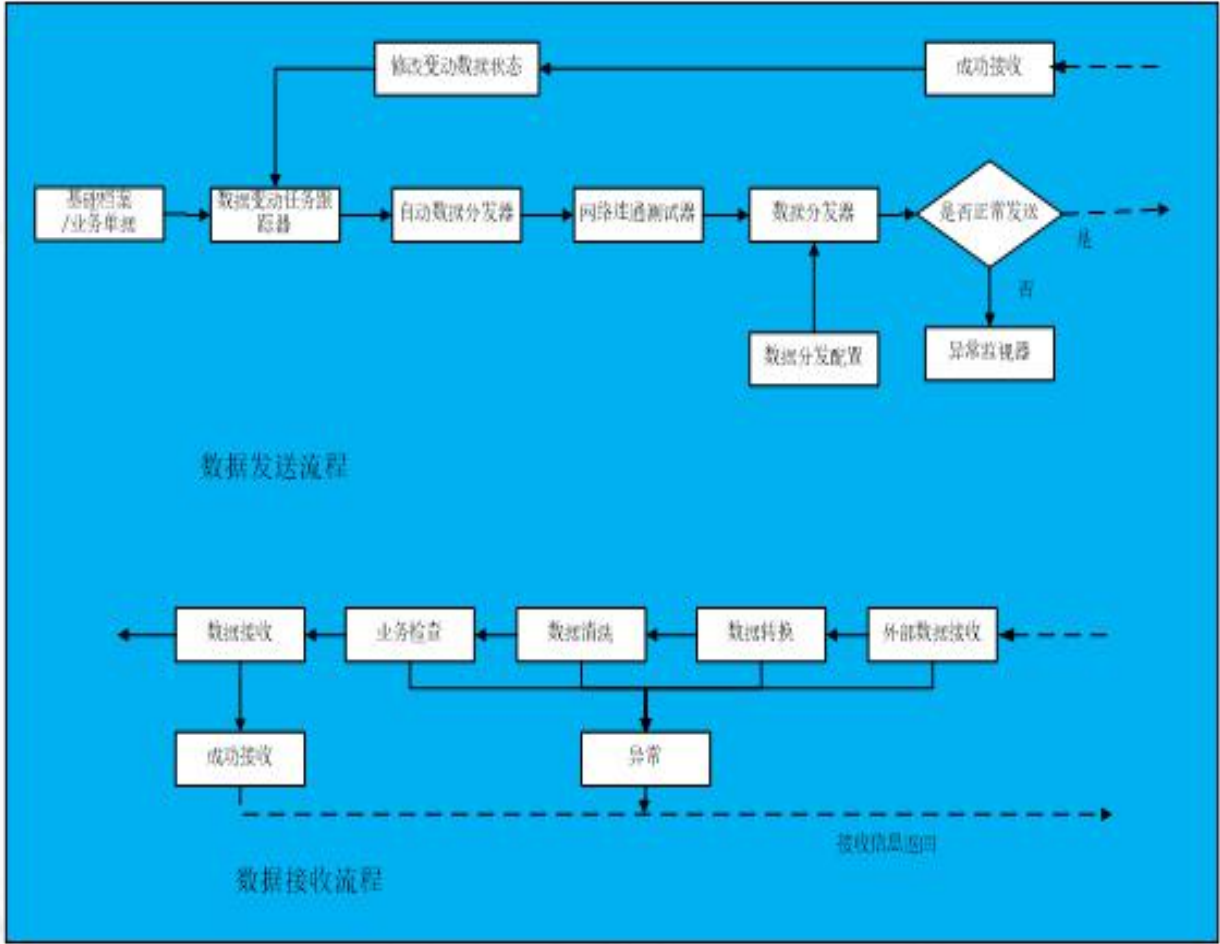 修改变动数据状态
成功接收
基础档案
/业务单据
数据变动任务跟
踪器
自动数据分发器
网络连通测试器
数据分发器
是否正常发送
是
否
数据分发配置
异常监视器
数据发送流程
数据接收
业务检查
数据清洗
数据转换
外部数据接收
成功接收
异常
接收信息返回
数据接收流程